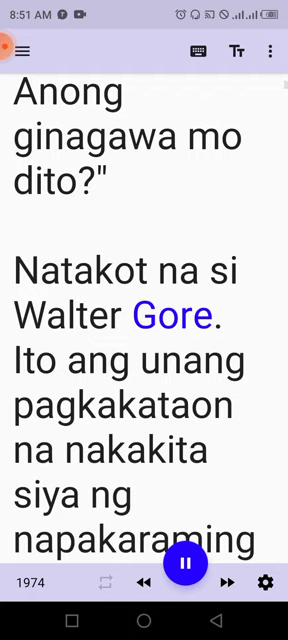 8:51 AM
Anong
ginagawa mo
dito?"
Natakot na si
Walter Gore.
Ito ang unang
pagkakataon
na nakakita
siya ng
napakaraming
1974